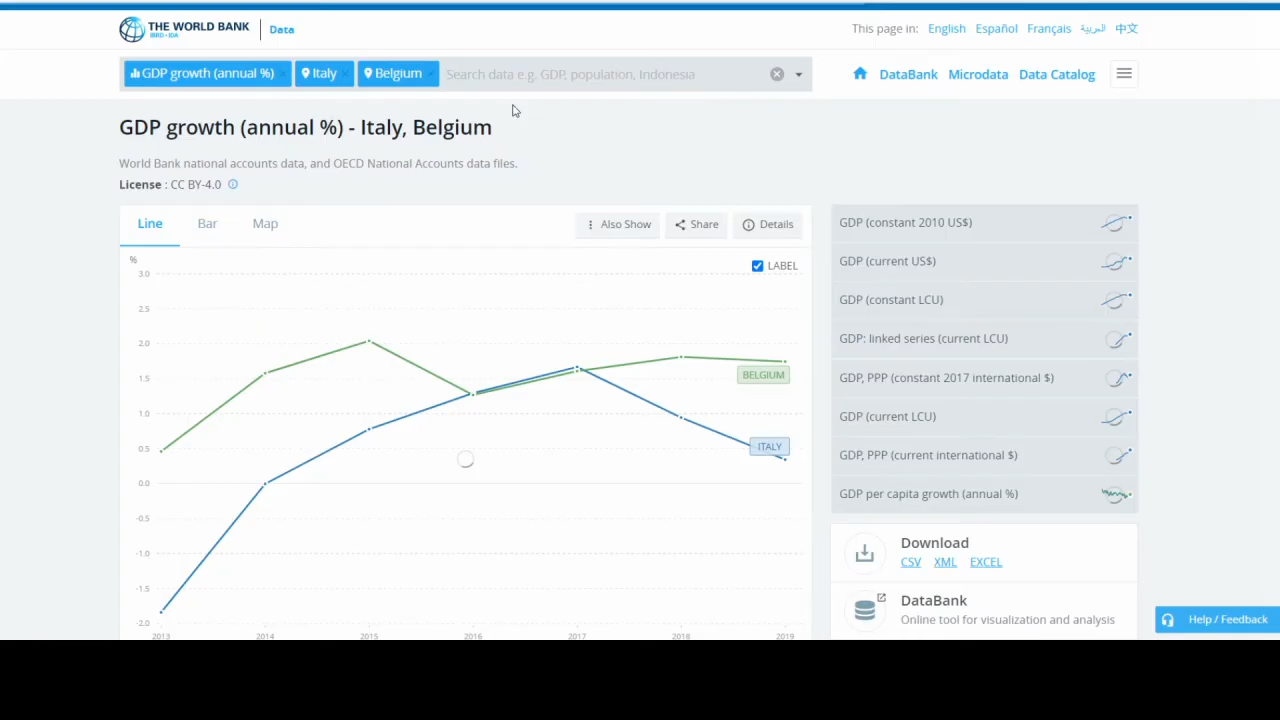 THE WORLD BANK
IBRD • IDA
Data
This page in: English Español Français العربية 中文
GDP growth (annual %) Italy Belgium Search data e.g. GDP, population, Indonesia
DataBank Microdata Data Catalog
GDP growth (annual %) - Italy, Belgium
World Bank national accounts data, and OECD National Accounts data files.
License : CC BY-4.0
Line Bar Map
Also Show Share Details
%
LABEL
3.0
2.5
2.0
1.5
1.0
0.5
0.0
-0.5
-1.0
-1.5
-2.0
BELGIUM
ITALY
2013 2014 2015 2016 2017 2018 2019
GDP (constant 2010 US$)
GDP (current US$)
GDP (constant LCU)
GDP: linked series (current LCU)
GDP, PPP (constant 2017 international $)
GDP (current LCU)
GDP, PPP (current international $)
GDP per capita growth (annual %)
Download
CSV XML EXCEL
DataBank
Online tool for visualization and analysis
Help / Feedback